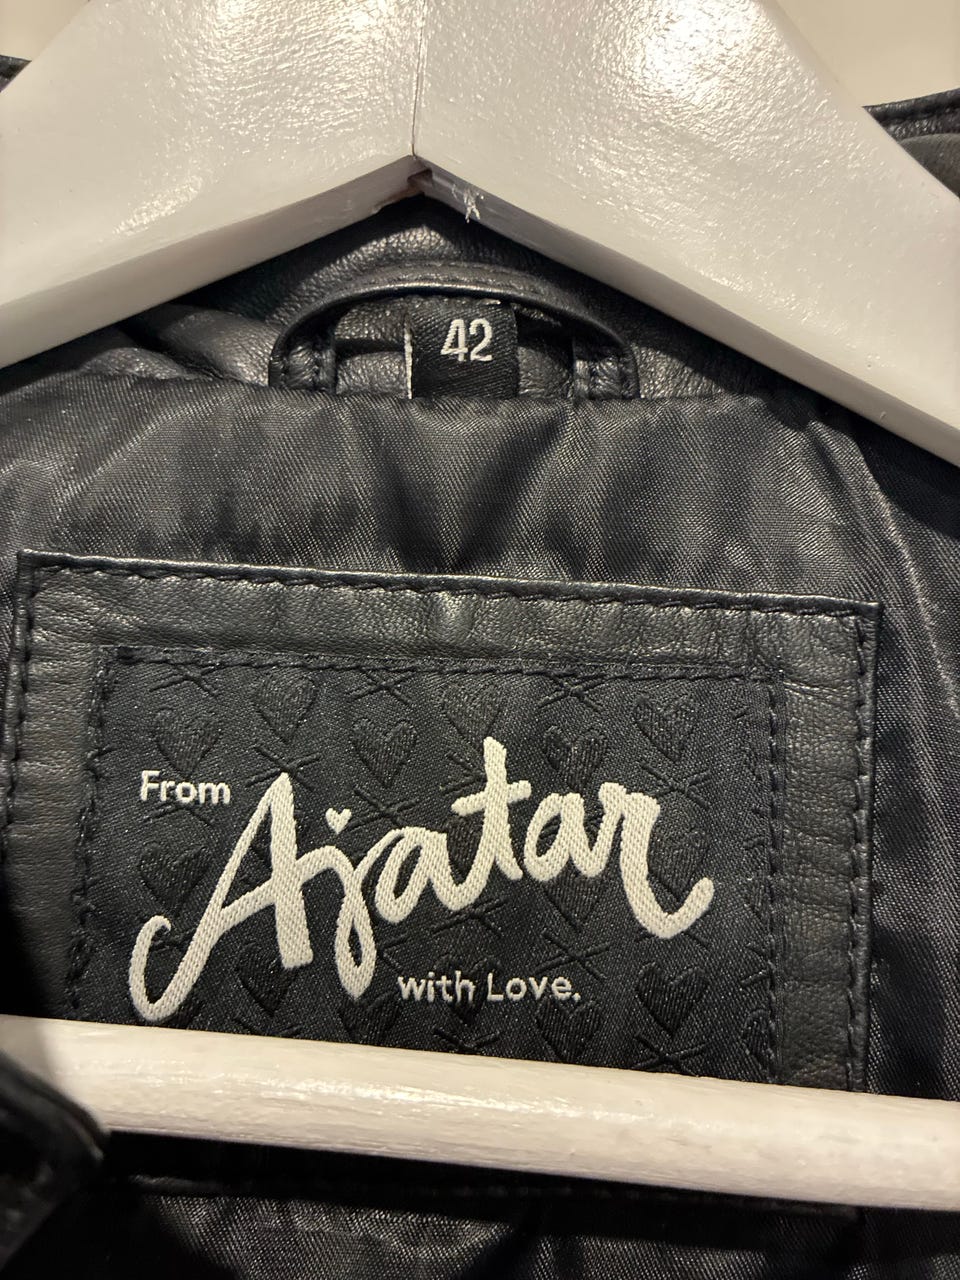 42
From
Ajatar
with Love.